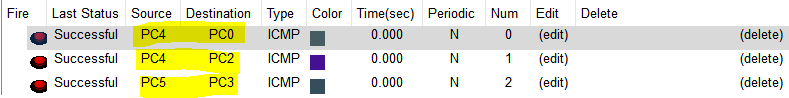 Fire Last Status Source Destination Type Color Time(sec) Periodic Num Edit Delete
Successful PC4 PC0 ICMP 0.000 N 0 (edit) (delete)
Successful PC4 PC2 ICMP 0.000 N 1 (edit) (delete)
Successful PC5 PC3 ICMP 0.000 N 2 (edit) (delete)